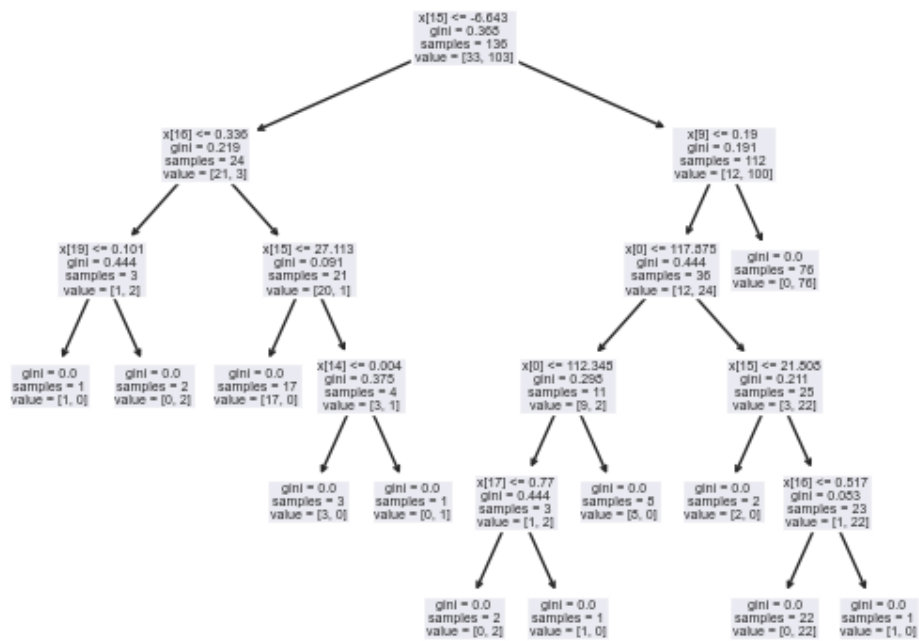 x[15] <= -6.643
gini = 0.368
samples = 136
value = [33, 103]
x[16] <= 0.336
gini = 0.219
samples = 24
value = [21, 3]
x[9] <= 0.19
gini = 0.191
samples = 112
value = [12, 100]
x[19] <= 0.101
gini = 0.444
samples = 3
value = [1, 2]
x[15] <= 27.113
gini = 0.091
samples = 21
value = [20, 1]
x[0] <= 117.875
gini = 0.444
samples = 36
value = [12, 24]
gini = 0.0
samples = 76
value = [0, 76]
gini = 0.0
samples = 1
value = [1, 0]
gini = 0.0
samples = 2
value = [0, 2]
gini = 0.0
samples = 17
value = [17, 0]
x[14] <= 0.004
gini = 0.375
samples = 4
value = [3, 1]
x[0] <= 112.345
gini = 0.298
samples = 11
value = [9, 2]
x[15] <= 21.505
gini = 0.211
samples = 25
value = [3, 22]
gini = 0.0
samples = 3
value = [3, 0]
gini = 0.0
samples = 1
value = [0, 1]
x[17] <= 0.77
gini = 0.444
samples = 3
value = [1, 2]
gini = 0.0
samples = 8
value = [8, 0]
gini = 0.0
samples = 2
value = [2, 0]
x[16] <= 0.517
gini = 0.083
samples = 23
value = [1, 22]
gini = 0.0
samples = 2
value = [0, 2]
gini = 0.0
samples = 1
value = [1, 0]
gini = 0.0
samples = 22
value = [0, 22]
gini = 0.0
samples = 1
value = [1, 0]